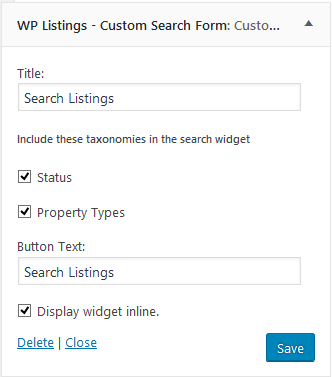 WP Listings - Custom Search Form: Custo...
Title:
Search Listings
Include these taxonomies in the search widget
Status
Property Types
Button Text:
Search Listings
Display widget inline.
Delete | Close
Save